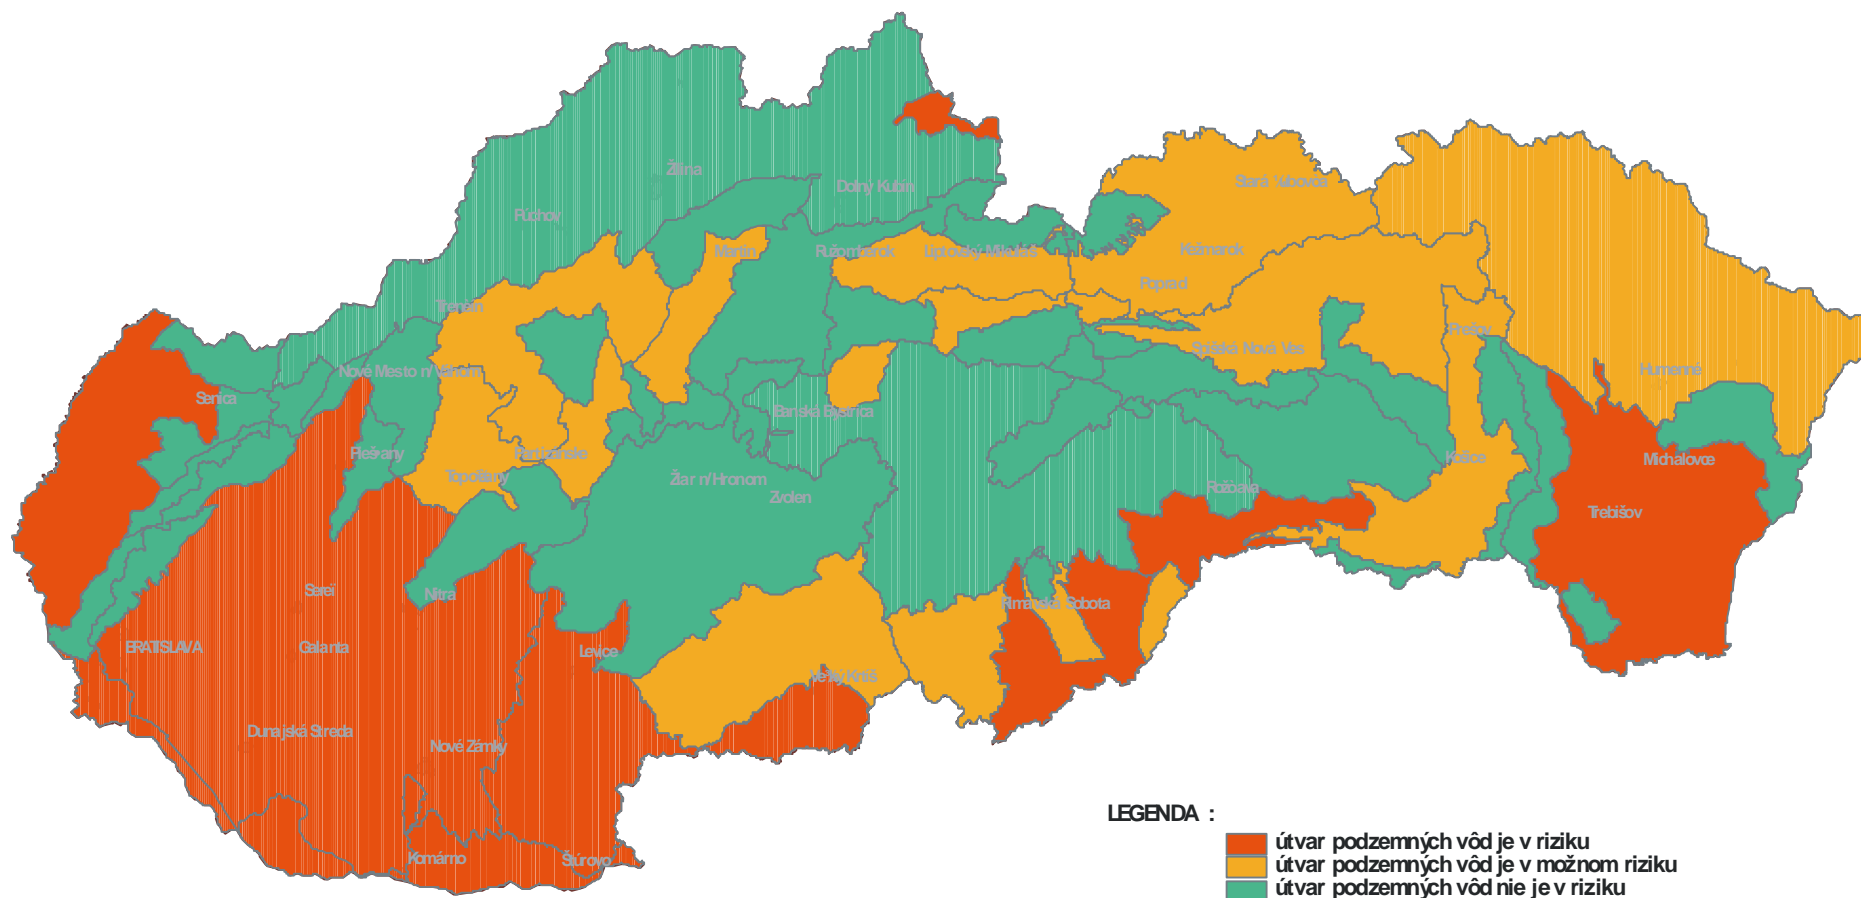 Žilina
Dolny Kubín
Stará Ľubovňa
Púchov
Martin
Ružomberok
Liptovský Mikuláš
Kežmarok
Poprad
Trenčín
Prešov
Spišská Nová Ves
Nové Mesto n/Váhom
Humenné
Senica
Banská Bystrica
Piešťany
Partizánske
Košice
Michalovce
Topoľčany
Žiar n/Hronom
Zvolen
Rožňava
Trebišov
Sereď
Nitra
Rimavská Sobota
BRATISLAVA
Galanta
Levice
Veľký Krtíš
Dunajská Streda
Nové Zámky
Komárno
Štúrovo
LEGENDA :
útvar podzemných vôd je v riziku
útvar podzemných vôd je v možnom riziku
útvar podzemných vôd nie je v riziku